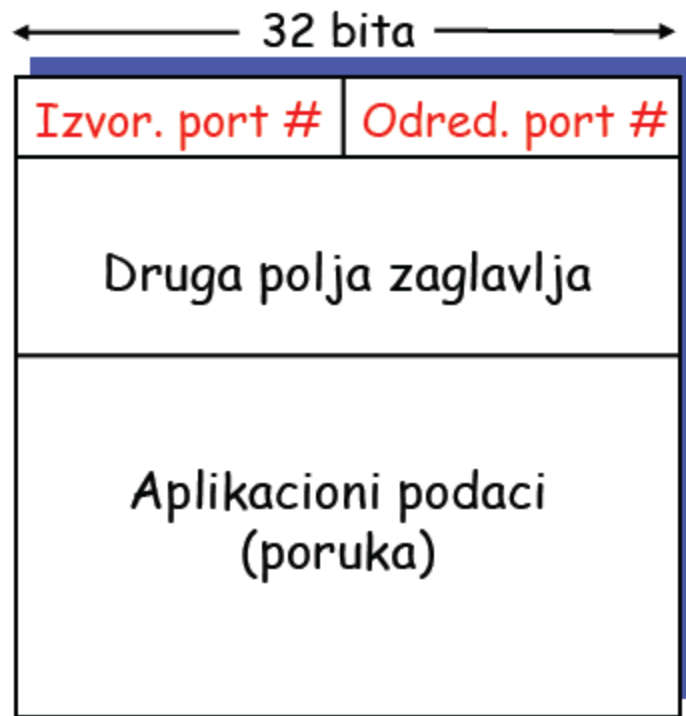 32 bita
Izvor. port # Odred. port #
Druga polja zaglavlja
Aplikacioni podaci
(poruka)